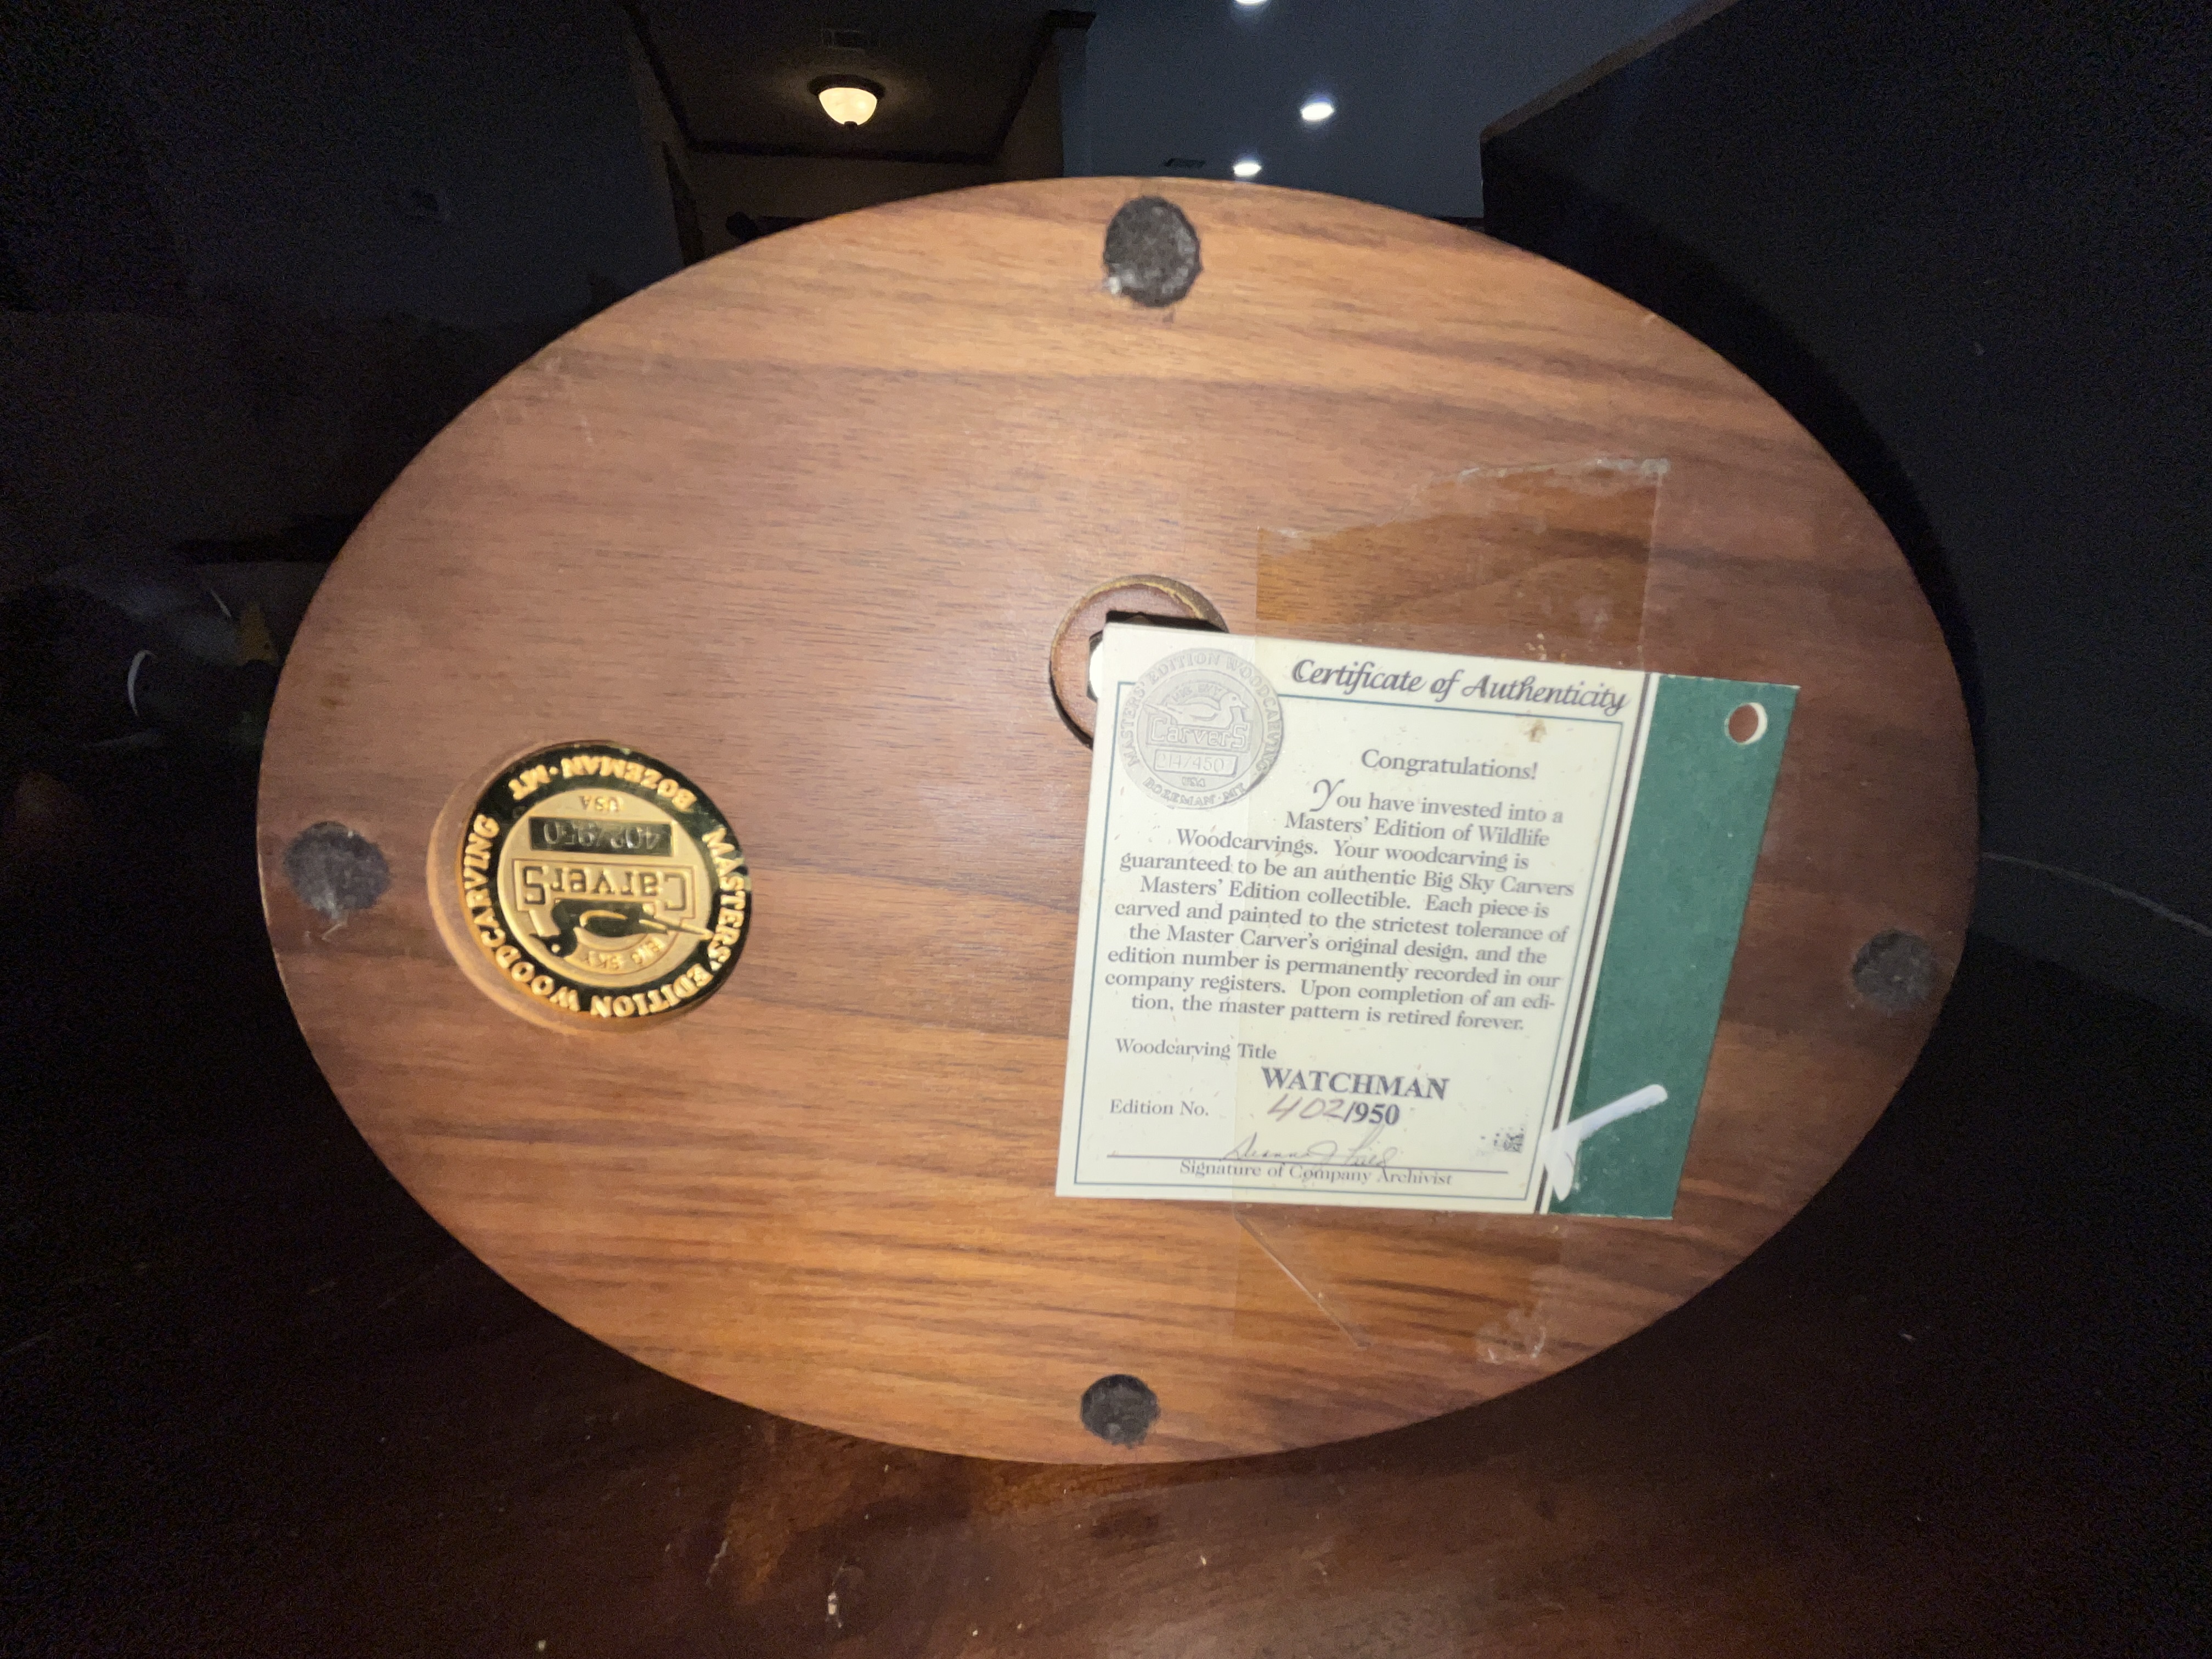 Certificate of Authenticity
MASTERS' EDITION WOODCARVING
BIG SKY
Carvers
USA
BOZEMAN · MT
Congratulations!
You have invested into a
Masters' Edition of Wildlife
Woodcarvings. Your woodcarving is
guaranteed to be an authentic Big Sky Carvers
Masters' Edition collectible. Each piece is
carved and painted to the strictest tolerance of
the Master Carver's original design, and the
edition number is permanently recorded in our
company registers. Upon completion of an edi-
tion, the master pattern is retired forever.
Woodcarving Title
WATCHMAN
Edition No. 402/950
Signature of Company Archivist
MASTERS' EDITION WOODCARVING
BIG SKY
Carvers
402/950
USA
BOZEMAN · MT